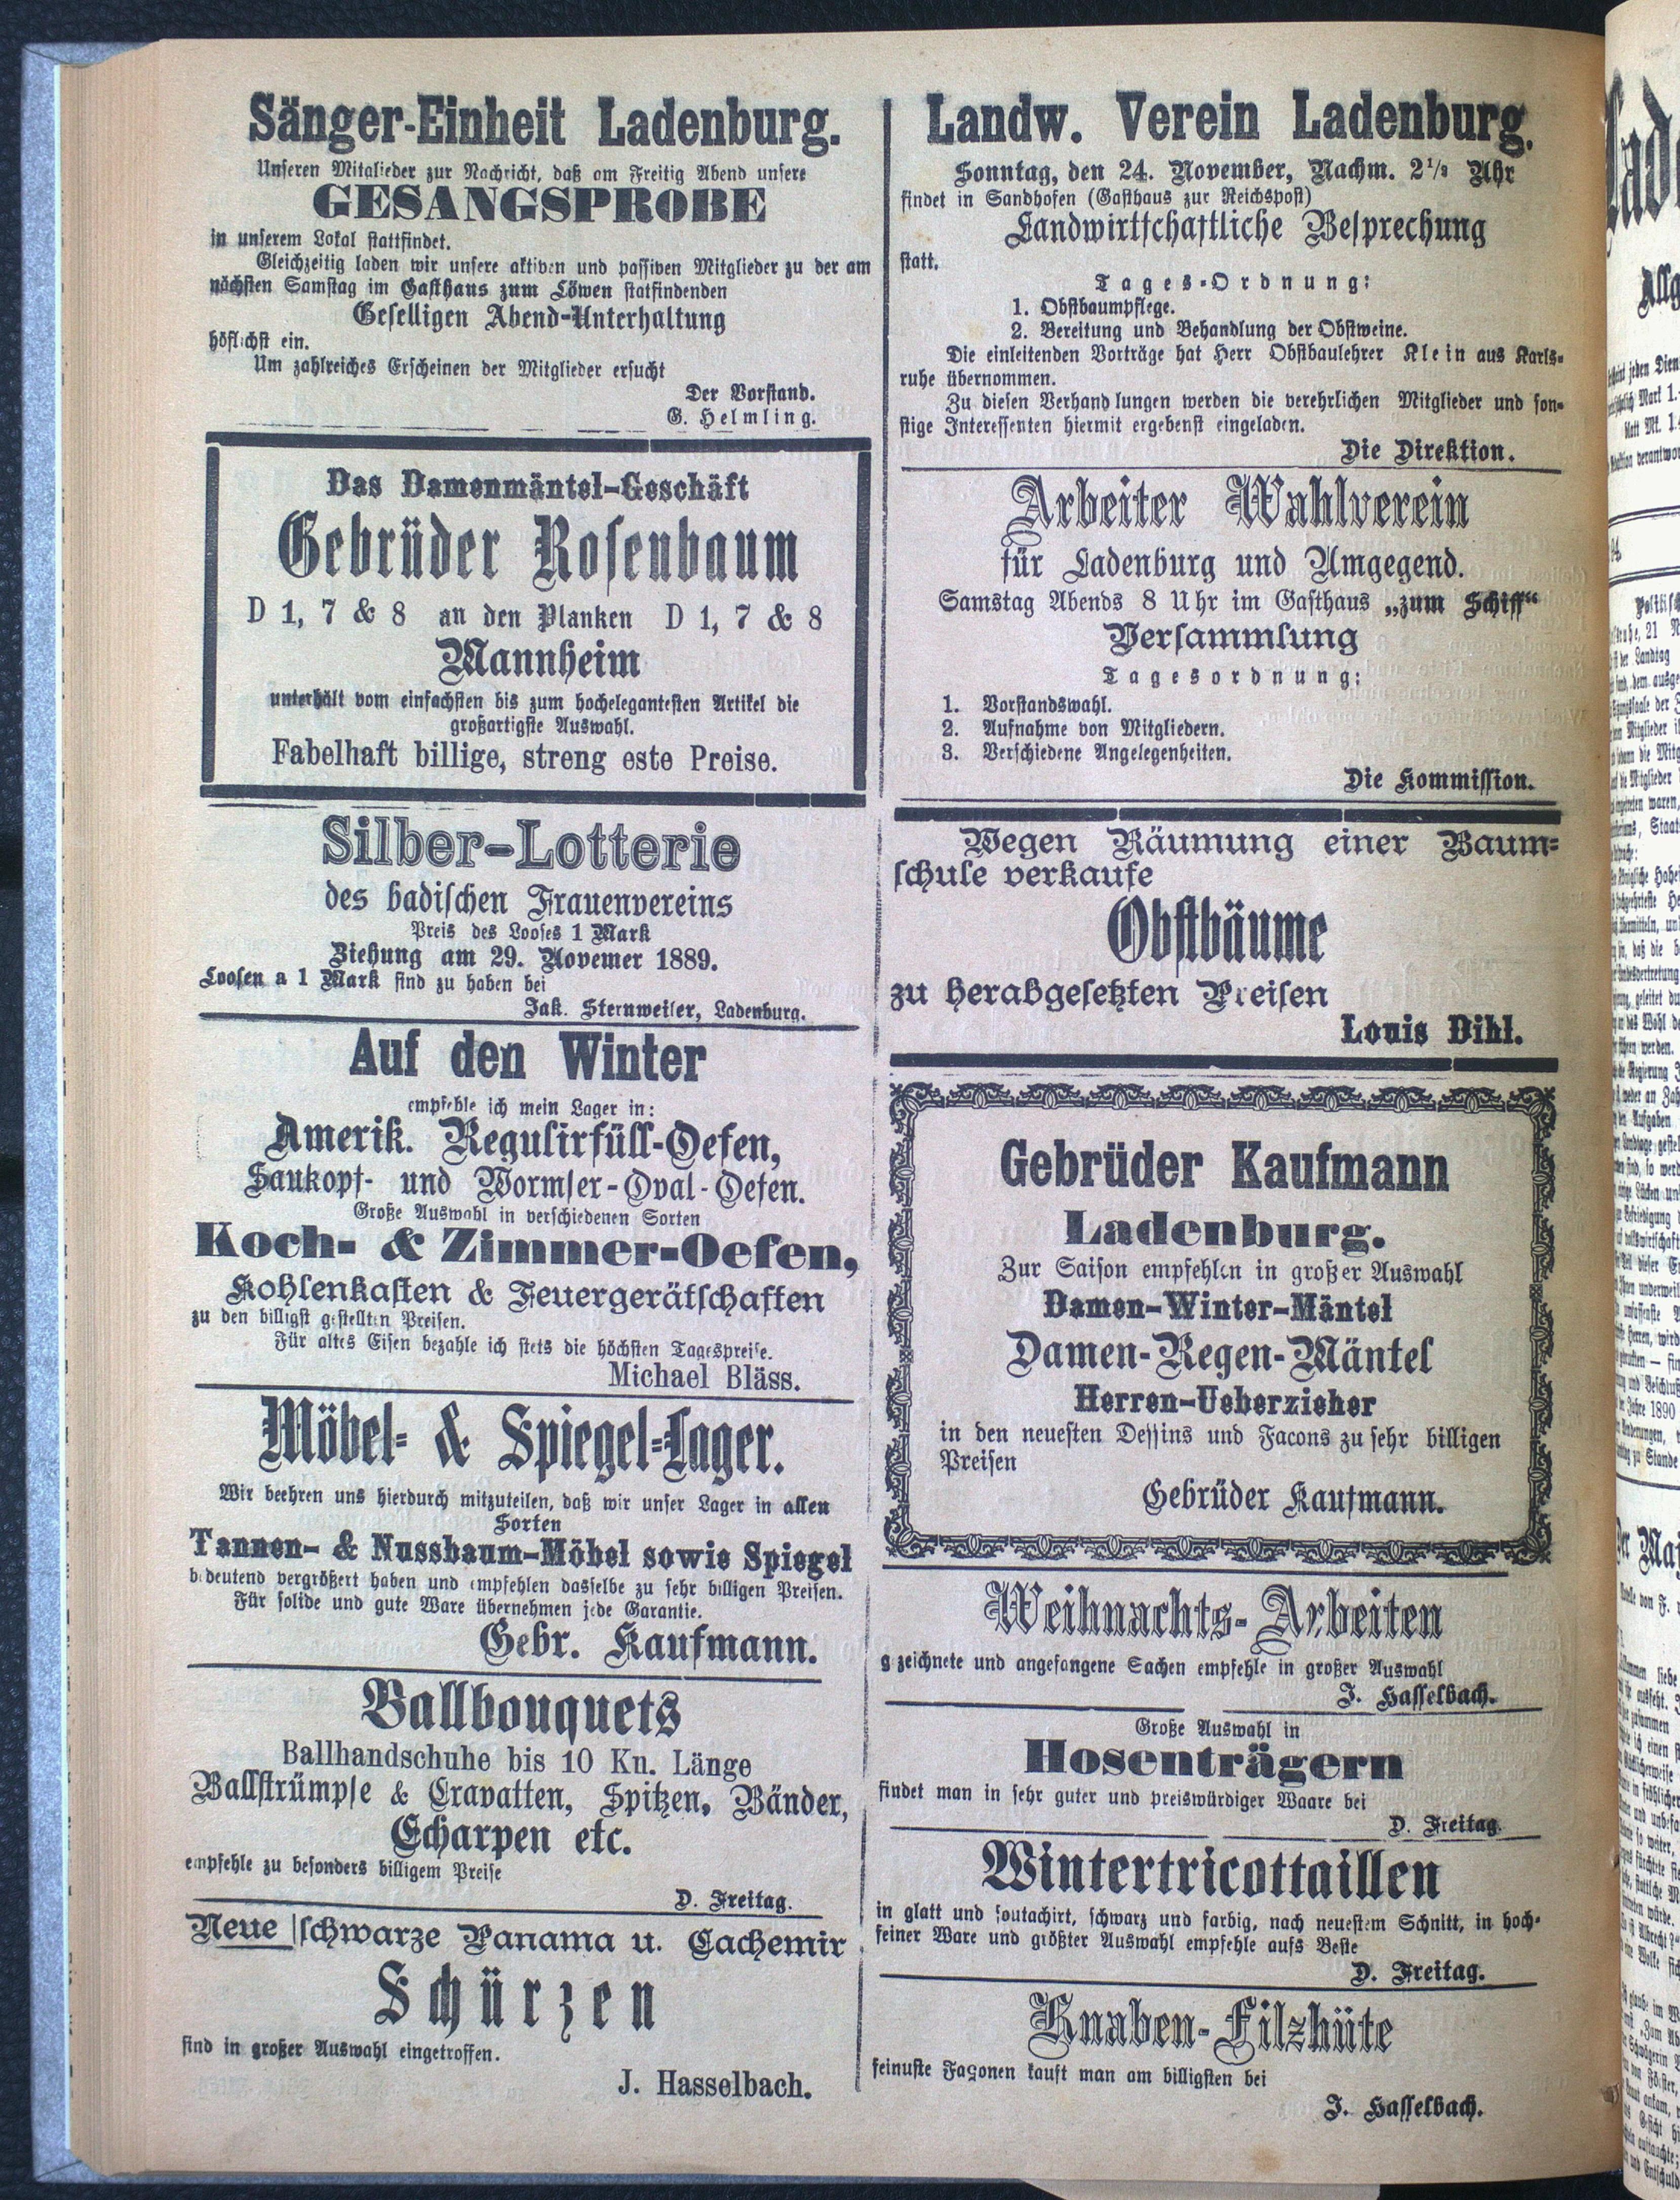 Sänger-Einheit Ladenburg.
Unseren Mitglieder zur Nachricht, daß am Freitig Abend unsere
GESANGSPROBE
in unserem Lokal stattfindet.
Gleichzeitig laden wir unsere aktiven und passiven Mitglieder zu der am
nächsten Samstag im Gasthaus zum Löwen statfindenden
Geselligen Abend-Unterhaltung
höflichst ein.
Um zahlreiches Erscheinen der Mitglieder ersucht
Der Vorstand.
G. Helmling.
Das Damenmäntel-Geschäft
Gebrüder Rosenbaum
D 1, 7 & 8 an den Planken D 1, 7 & 8
Mannheim
unterhält vom einfachsten bis zum hochelegantesten Artikel die
großartigste Auswahl.
Fabelhaft billige, streng este Preise.
Silber-Lotterie
des badischen Frauenvereins
Preis des Looses 1 Mark
Ziehung am 29. Novemer 1889.
Loosen a 1 Mark sind zu haben bei
Jak. Sternweiler, Ladenburg.
Auf den Winter
empfehle ich mein Lager in:
Amerik. Regulirfüll-Oefen,
Saukopf- und Wormser-Oval-Oefen.
Große Auswahl in verschiedenen Sorten
Koch- & Zimmer-Oefen,
Kohlenkasten & Feuergerätschaften
zu den billigst gestellten Preisen.
Für altes Eisen bezahle ich stets die höchsten Tagespreise.
Michael Bläss.
Möbel- & Spiegel-Lager.
Wir beehren uns hierdurch mitzuteilen, daß wir unser Lager in allen
Sorten
Tannen- & Nussbaum-Möbel sowie Spiegel
bedeutend vergrößert haben und empfehlen dasselbe zu sehr billigen Preisen.
Für solide und gute Ware übernehmen jede Garantie.
Gebr. Kaufmann.
Ballbouquets
Ballhandschuhe bis 10 Kn. Länge
Ballstrümpfe & Cravatten, Spitzen, Bänder,
Echarpen etc.
empfehle zu besonders billigem Preise
D. Freitag.
Neue schwarze Panama u. Cachemir
Schürzen
sind in großer Auswahl eingetroffen.
J. Hasselbach.
Landw. Verein Ladenburg.
Sonntag, den 24. November, Nachm. 2½ Uhr
findet in Sandhofen (Gasthaus zur Reichspost)
Landwirtschaftliche Besprechung
statt.
Tages-Ordnung:
1. Obstbaumpflege.
2. Bereitung und Behandlung der Obstweine.
Die einleitenden Vorträge hat Herr Obstbaulehrer Klein aus Karls-
ruhe übernommen.
Zu diesen Verhandlungen werden die verehrlichen Mitglieder und son-
stige Interessenten hiermit ergebenst eingeladen.
Die Direktion.
Arbeiter Wahlverein
für Ladenburg und Umgegend.
Samstag Abends 8 Uhr im Gasthaus „zum Schiff“
Versammlung
Tagesordnung:
1. Vorstandswahl.
2. Aufnahme von Mitgliedern.
3. Verschiedene Angelegenheiten.
Die Kommission.
Wegen Räumung einer Baum-
schule verkaufe
Obstbäume
zu herabgesetzten Preisen
Louis Dihl.
Gebrüder Kaufmann
Ladenburg.
Zur Saison empfehlen in großer Auswahl
Damen-Winter-Mäntel
Damen-Regen-Mäntel
Herren-Ueberzieher
in den neuesten Dessins und Facons zu sehr billigen
Preisen
Gebrüder Kaufmann.
Weihnachts-Arbeiten
g zeichnete und angefangene Sachen empfehle in großer Auswahl
J. Hasselbach.
Große Auswahl in
Hosenträgern
findet man in sehr guter und preiswürdiger Waare bei
D. Freitag.
Wintertricottaillen
in glatt und soutachirt, schwarz und farbig, nach neuestem Schnitt, in hoch-
feiner Ware und größter Auswahl empfehle aufs Beste
D. Freitag.
Knaben-Filzhüte
feinuste Façonen kauft man am billigsten bei
J. Hasselbach.